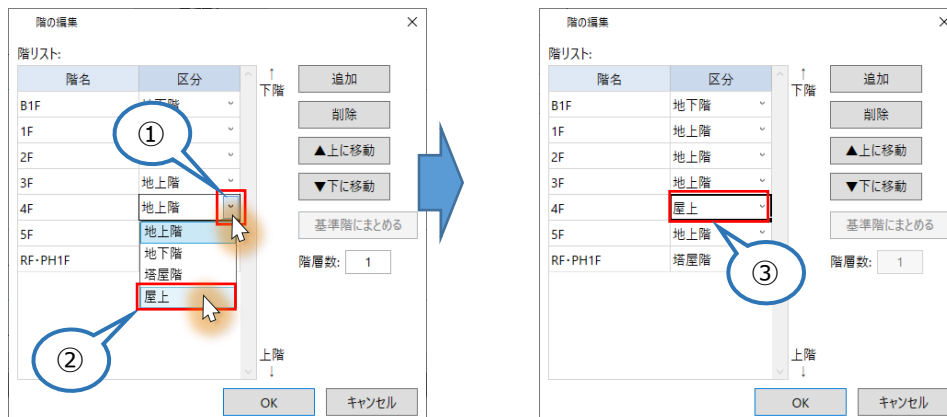 階の編集
階リスト:
階名 区分
B1F 地下階
1F
2F
3F 地上階
4F 地上階
5F
RF・PH1F
地上階
地下階
塔屋階
屋上
①
②
↑
下階
上階
↓
追加
削除
▲上に移動
▼下に移動
基準階にまとめる
階層数: 1
OK キャンセル
階の編集
階リスト:
階名 区分
B1F 地下階
1F 地上階
2F 地上階
3F 地上階
4F 屋上
5F 地上階
RF・PH1F 塔屋階
③
↑
下階
上階
↓
追加
削除
▲上に移動
▼下に移動
基準階にまとめる
階層数: 1
OK キャンセル